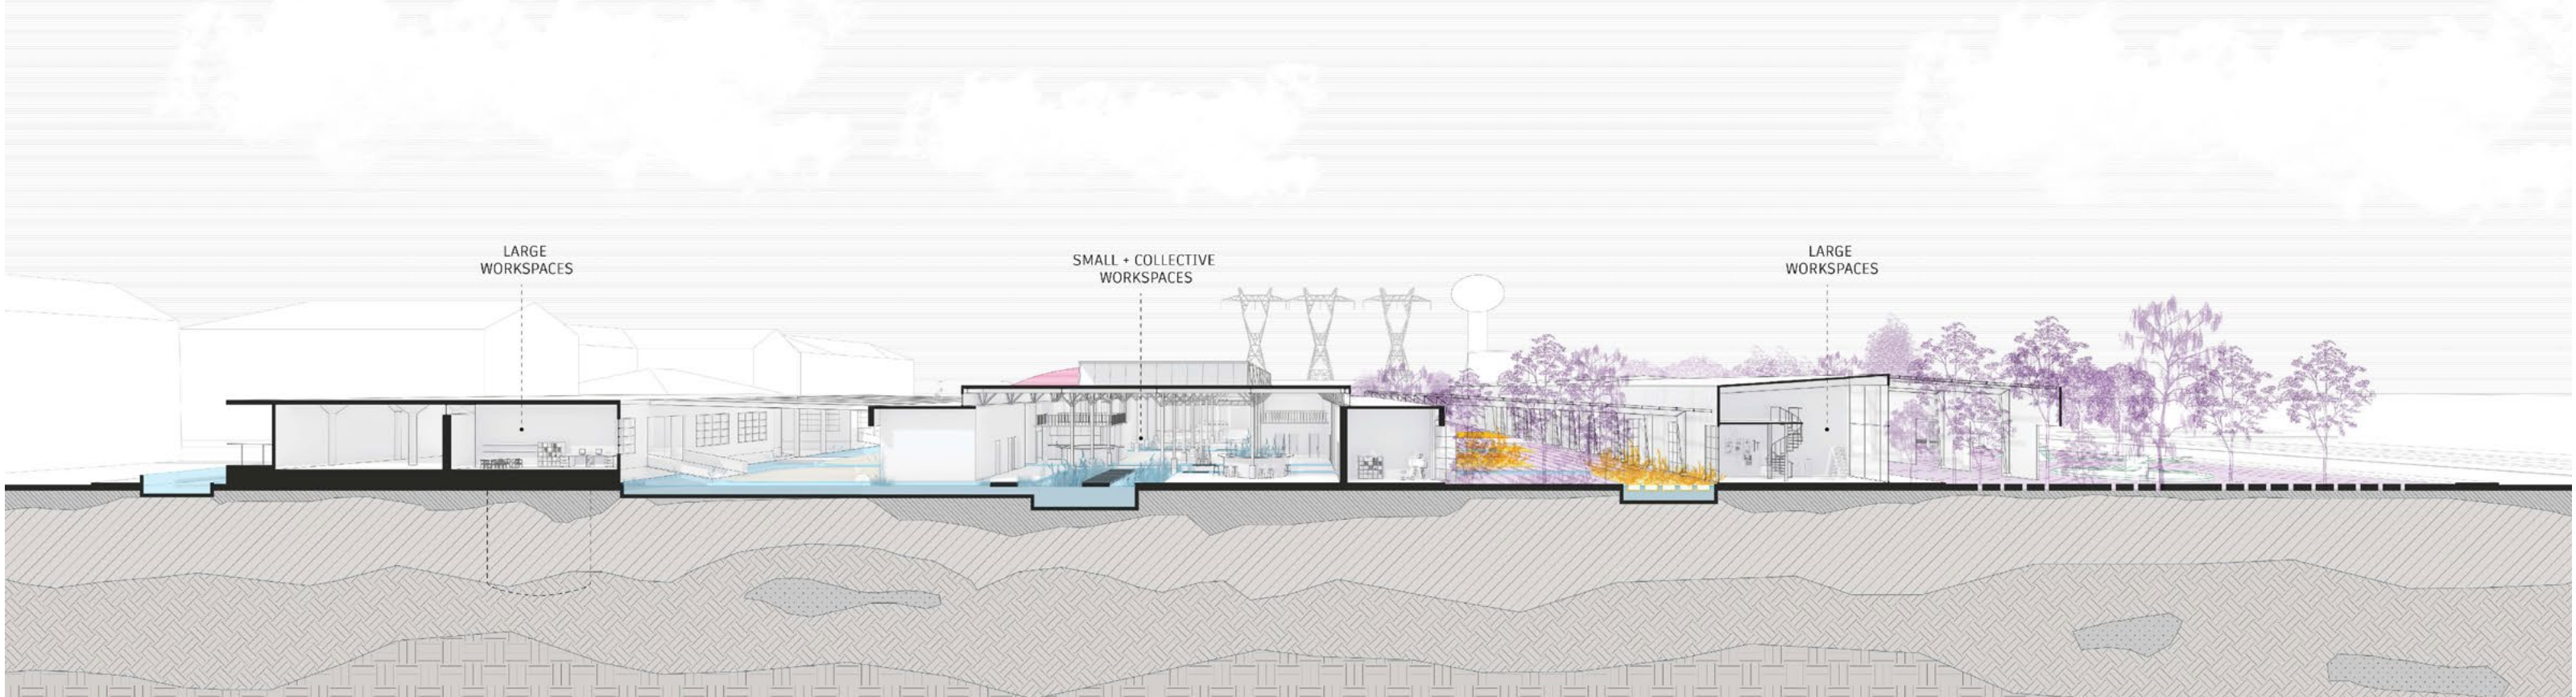 LARGE
WORKSPACES
SMALL + COLLECTIVE
WORKSPACES
LARGE
WORKSPACES